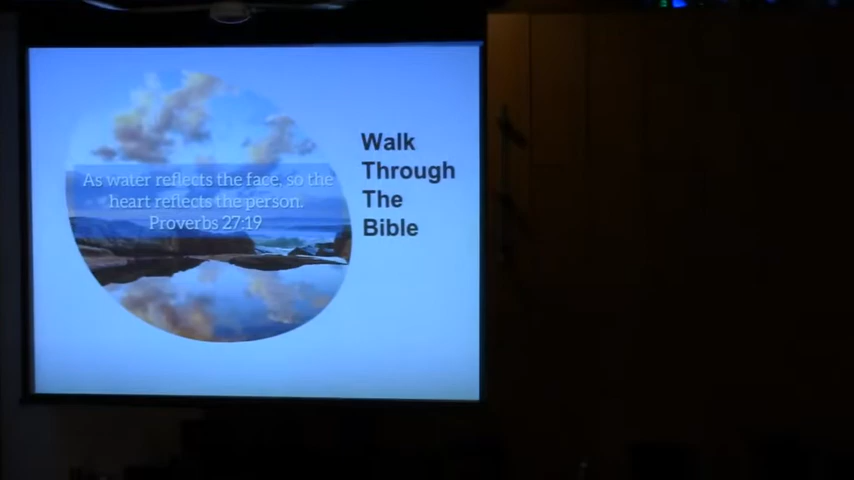 As water reflects the face, so the
heart reflects the person.
Proverbs 27:19
Walk
Through
The
Bible